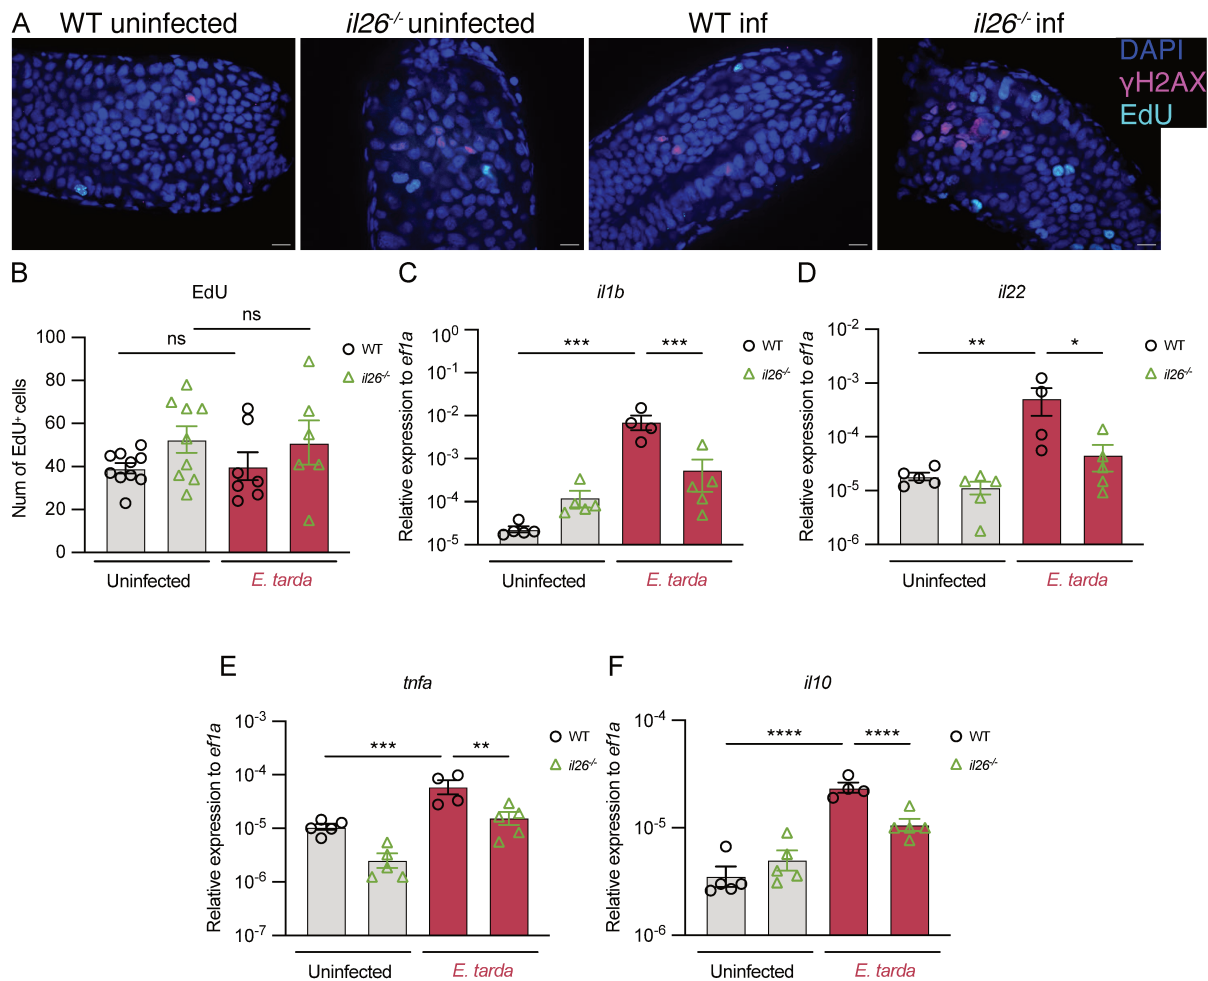 A WT uninfected il26-/- uninfected WT inf il26-/- inf
DAPI
γH2AX
EdU
B
EdU
ns
ns
Num of EdU+ cells
100
80
60
40
20
0
WT
il26-/-
Uninfected
E. tarda
C
il1b
*** ***
Relative expression to ef1a
10^0
10^-1
10^-2
10^-3
10^-4
10^-5
WT
il26-/-
Uninfected
E. tarda
D
il22
** *
Relative expression to ef1a
10^-2
10^-3
10^-4
10^-5
10^-6
WT
il26-/-
Uninfected
E. tarda
E
tnfa
*** **
Relative expression to ef1a
10^-3
10^-4
10^-5
10^-6
10^-7
WT
il26-/-
Uninfected
E. tarda
F
il10
**** ****
Relative expression to ef1a
10^-4
10^-5
10^-6
WT
il26-/-
Uninfected
E. tarda